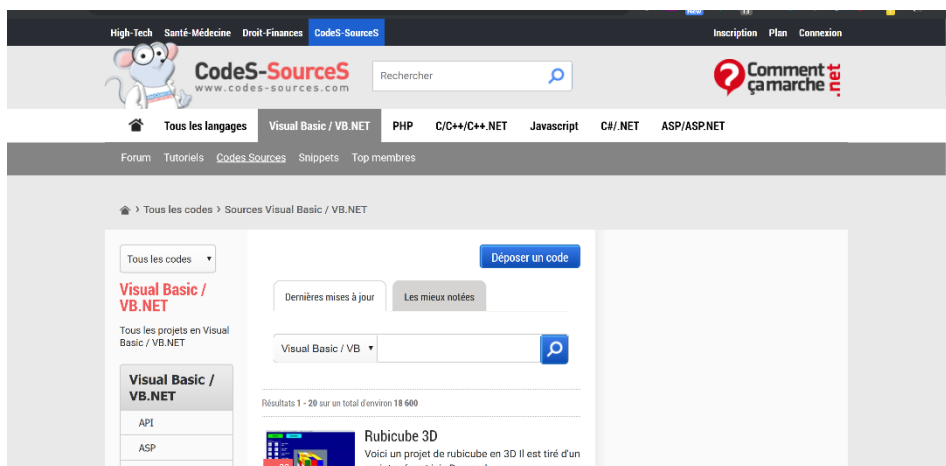 High-Tech Santé-Médecine Droit-Finances CodeS-SourceS Inscription Plan Connexion
CodeS-SourceS
www.codes-sources.com
Rechercher
Comment
ça marche .net
Tous les langages Visual Basic / VB.NET PHP C/C++/C++.NET Javascript C#/.NET ASP/ASP.NET
Forum Tutoriels Codes Sources Snippets Top membres
› Tous les codes › Sources Visual Basic / VB.NET
Tous les codes
Déposer un code
Visual Basic /
VB.NET
Tous les projets en Visual
Basic / VB.NET
Dernières mises à jour Les mieux notées
Visual Basic / VB
Visual Basic /
VB.NET
API
ASP
Résultats 1 - 20 sur un total d'environ 18 600
Rubicube 3D
Voici un projet de rubicube en 3D Il est tiré d'un